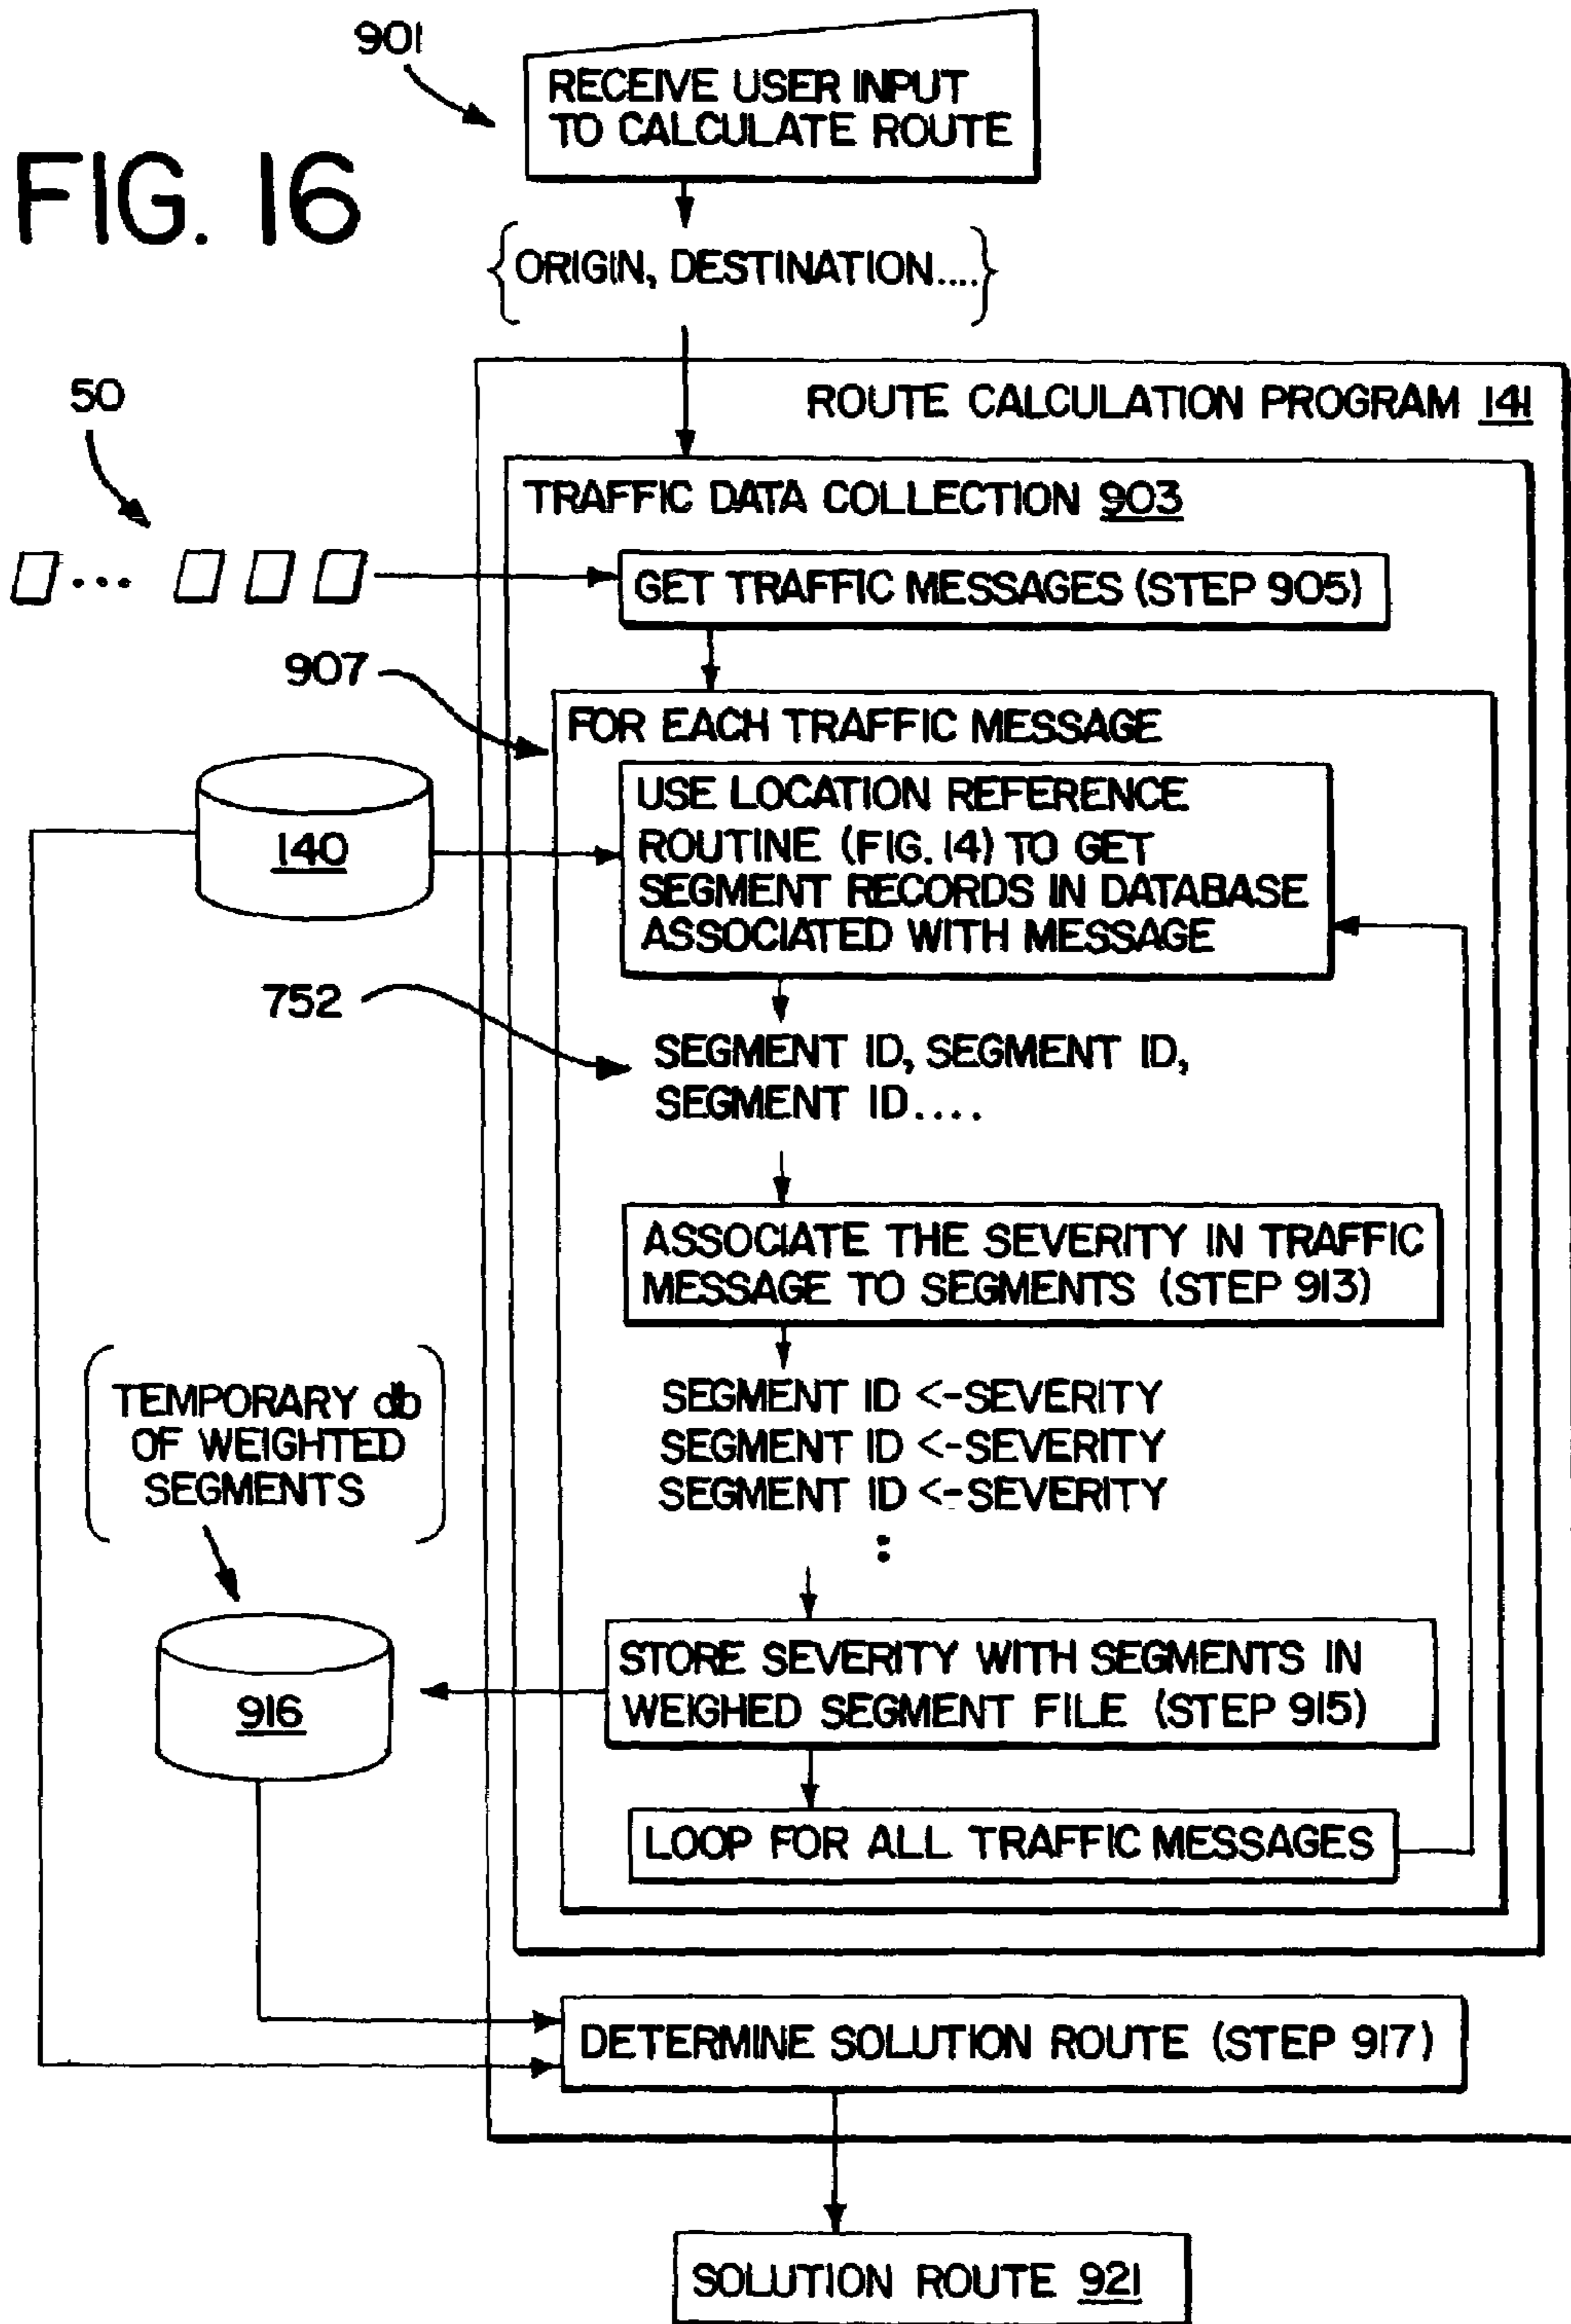 901
RECEIVE USER INPUT
TO CALCULATE ROUTE
FIG. 16
{ORIGIN, DESTINATION....}
ROUTE CALCULATION PROGRAM 141
50
TRAFFIC DATA COLLECTION 903
...
GET TRAFFIC MESSAGES (STEP 905)
907
FOR EACH TRAFFIC MESSAGE
USE LOCATION REFERENCE
ROUTINE (FIG. 14) TO GET
SEGMENT RECORDS IN DATABASE
ASSOCIATED WITH MESSAGE
140
752
SEGMENT ID, SEGMENT ID,
SEGMENT ID....
ASSOCIATE THE SEVERITY IN TRAFFIC
MESSAGE TO SEGMENTS (STEP 913)
SEGMENT ID <-SEVERITY
SEGMENT ID <-SEVERITY
SEGMENT ID <-SEVERITY
:
(TEMPORARY db
OF WEIGHTED
SEGMENTS)
916
STORE SEVERITY WITH SEGMENTS IN
WEIGHED SEGMENT FILE (STEP 915)
LOOP FOR ALL TRAFFIC MESSAGES
DETERMINE SOLUTION ROUTE (STEP 917)
SOLUTION ROUTE 921